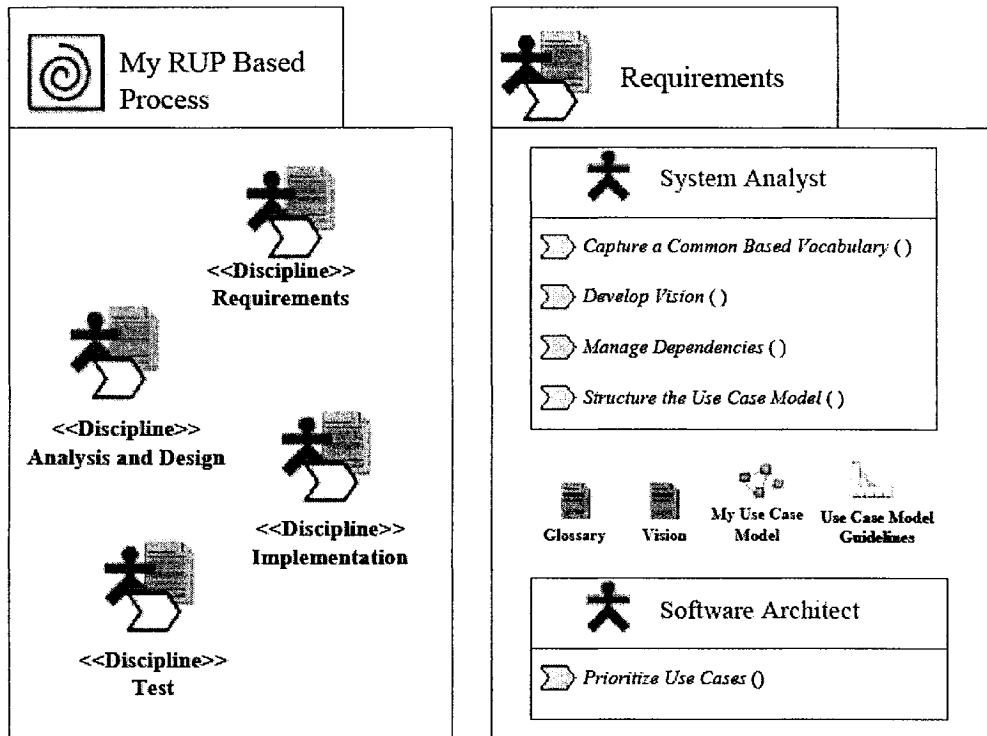 My RUP Based
Process
<<Discipline>>
Requirements
<<Discipline>>
Analysis and Design
<<Discipline>>
Implementation
<<Discipline>>
Test
Requirements
System Analyst
Capture a Common Based Vocabulary ( )
Develop Vision ( )
Manage Dependencies ( )
Structure the Use Case Model ( )
Glossary
Vision
My Use Case
Model
Use Case Model
Guidelines
Software Architect
Prioritize Use Cases ()